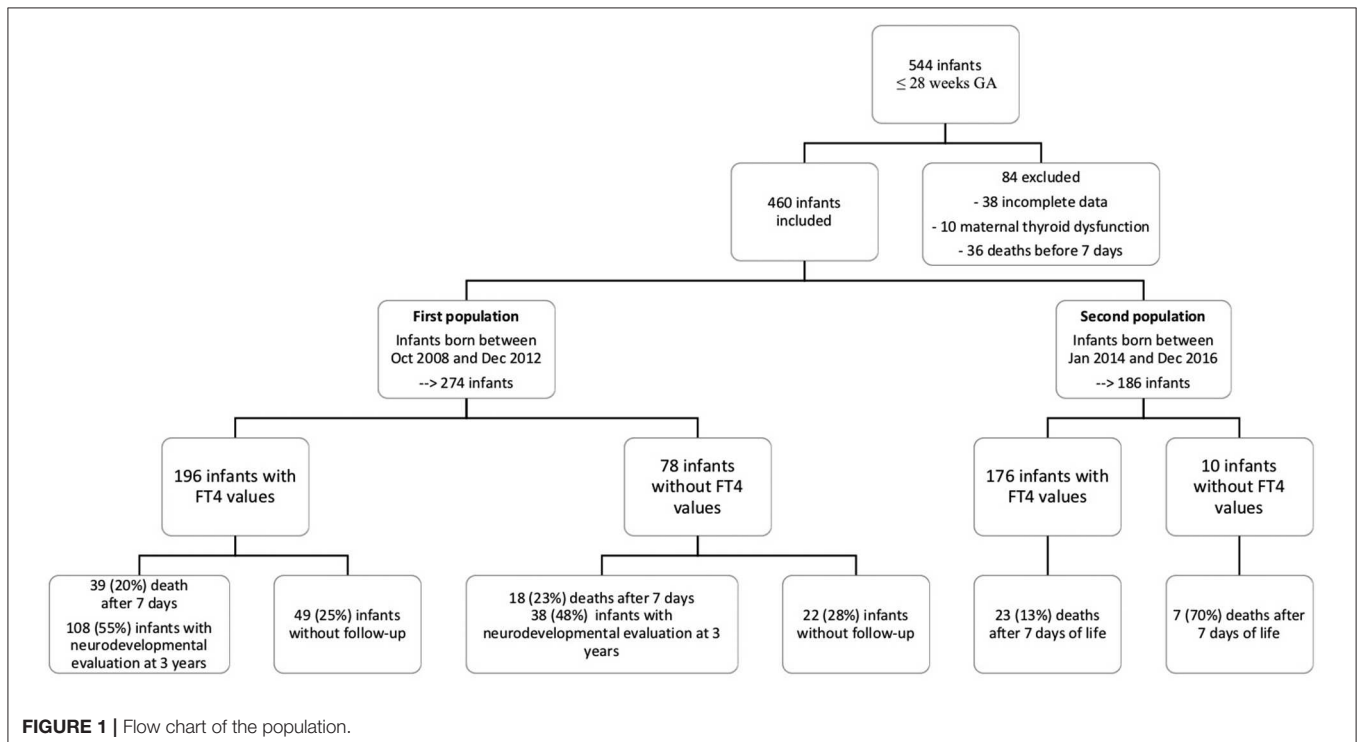 544 infants
≤ 28 weeks GA
460 infants
included
84 excluded
- 38 incomplete data
- 10 maternal thyroid dysfunction
- 36 deaths before 7 days
First population
Infants born between
Oct 2008 and Dec 2012
--> 274 infants
Second population
Infants born between
Jan 2014 and Dec 2016
--> 186 infants
196 infants with
FT4 values
78 infants
without FT4
values
176 infants with
FT4 values
10 infants
without FT4
values
39 (20%) death
after 7 days
108 (55%) infants with
neurodevelopmental
evaluation at 3 years
49 (25%) infants
without follow-up
18 (23%) deaths after 7 days
38 (48%) infants with
neurodevelopmental evaluation at 3
years
22 (28%) infants
without follow-up
23 (13%) deaths
after 7 days of life
7 (70%) deaths after
7 days of life
FIGURE 1 | Flow chart of the population.